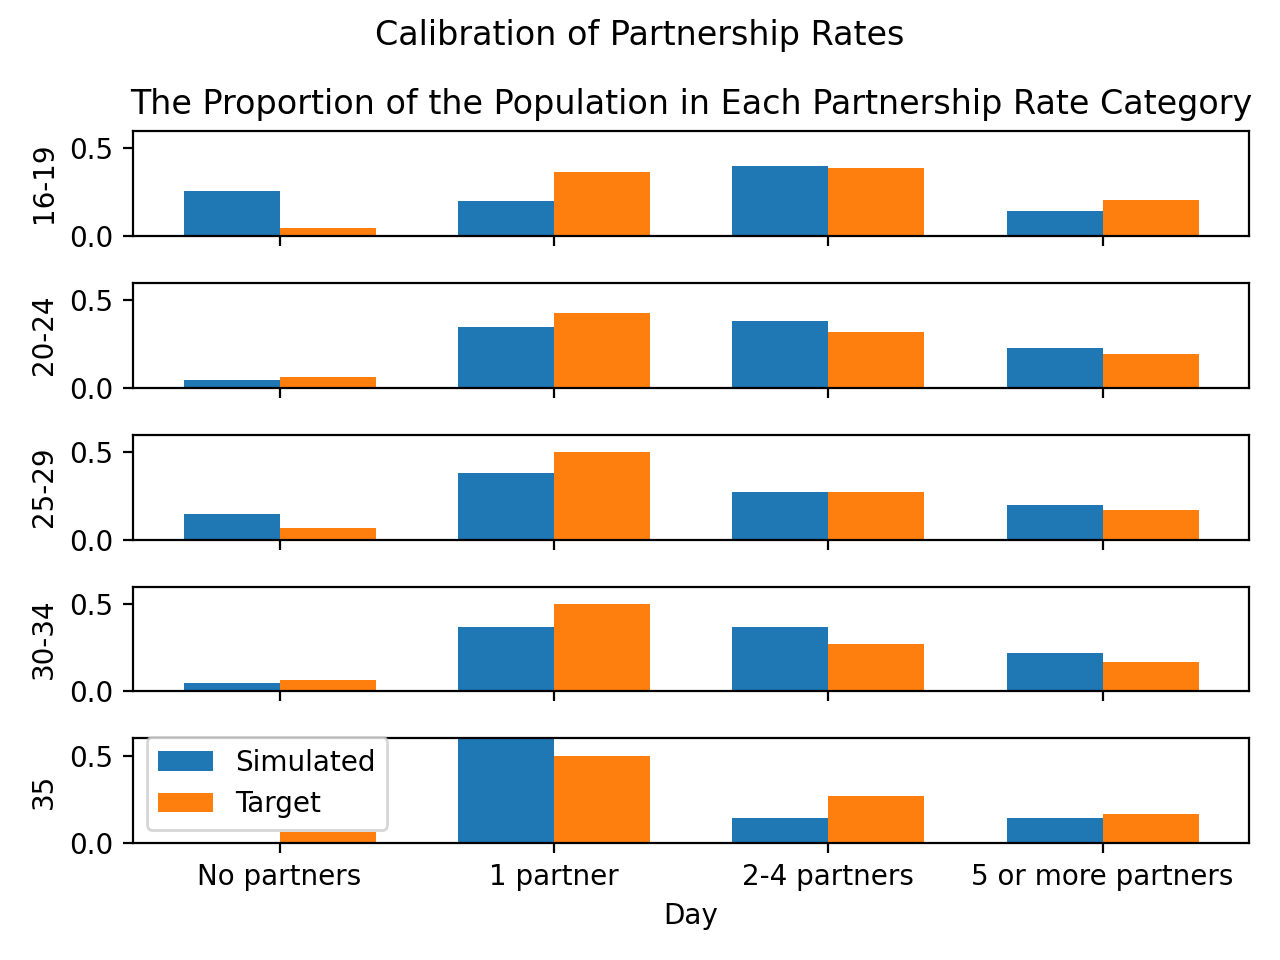 Calibration of Partnership Rates
The Proportion of the Population in Each Partnership Rate Category
0.5
0.0
16-19
0.5
0.0
20-24
0.5
0.0
25-29
0.5
0.0
30-34
0.5
0.0
35
Simulated
Target
No partners
1 partner
2-4 partners
5 or more partners
Day